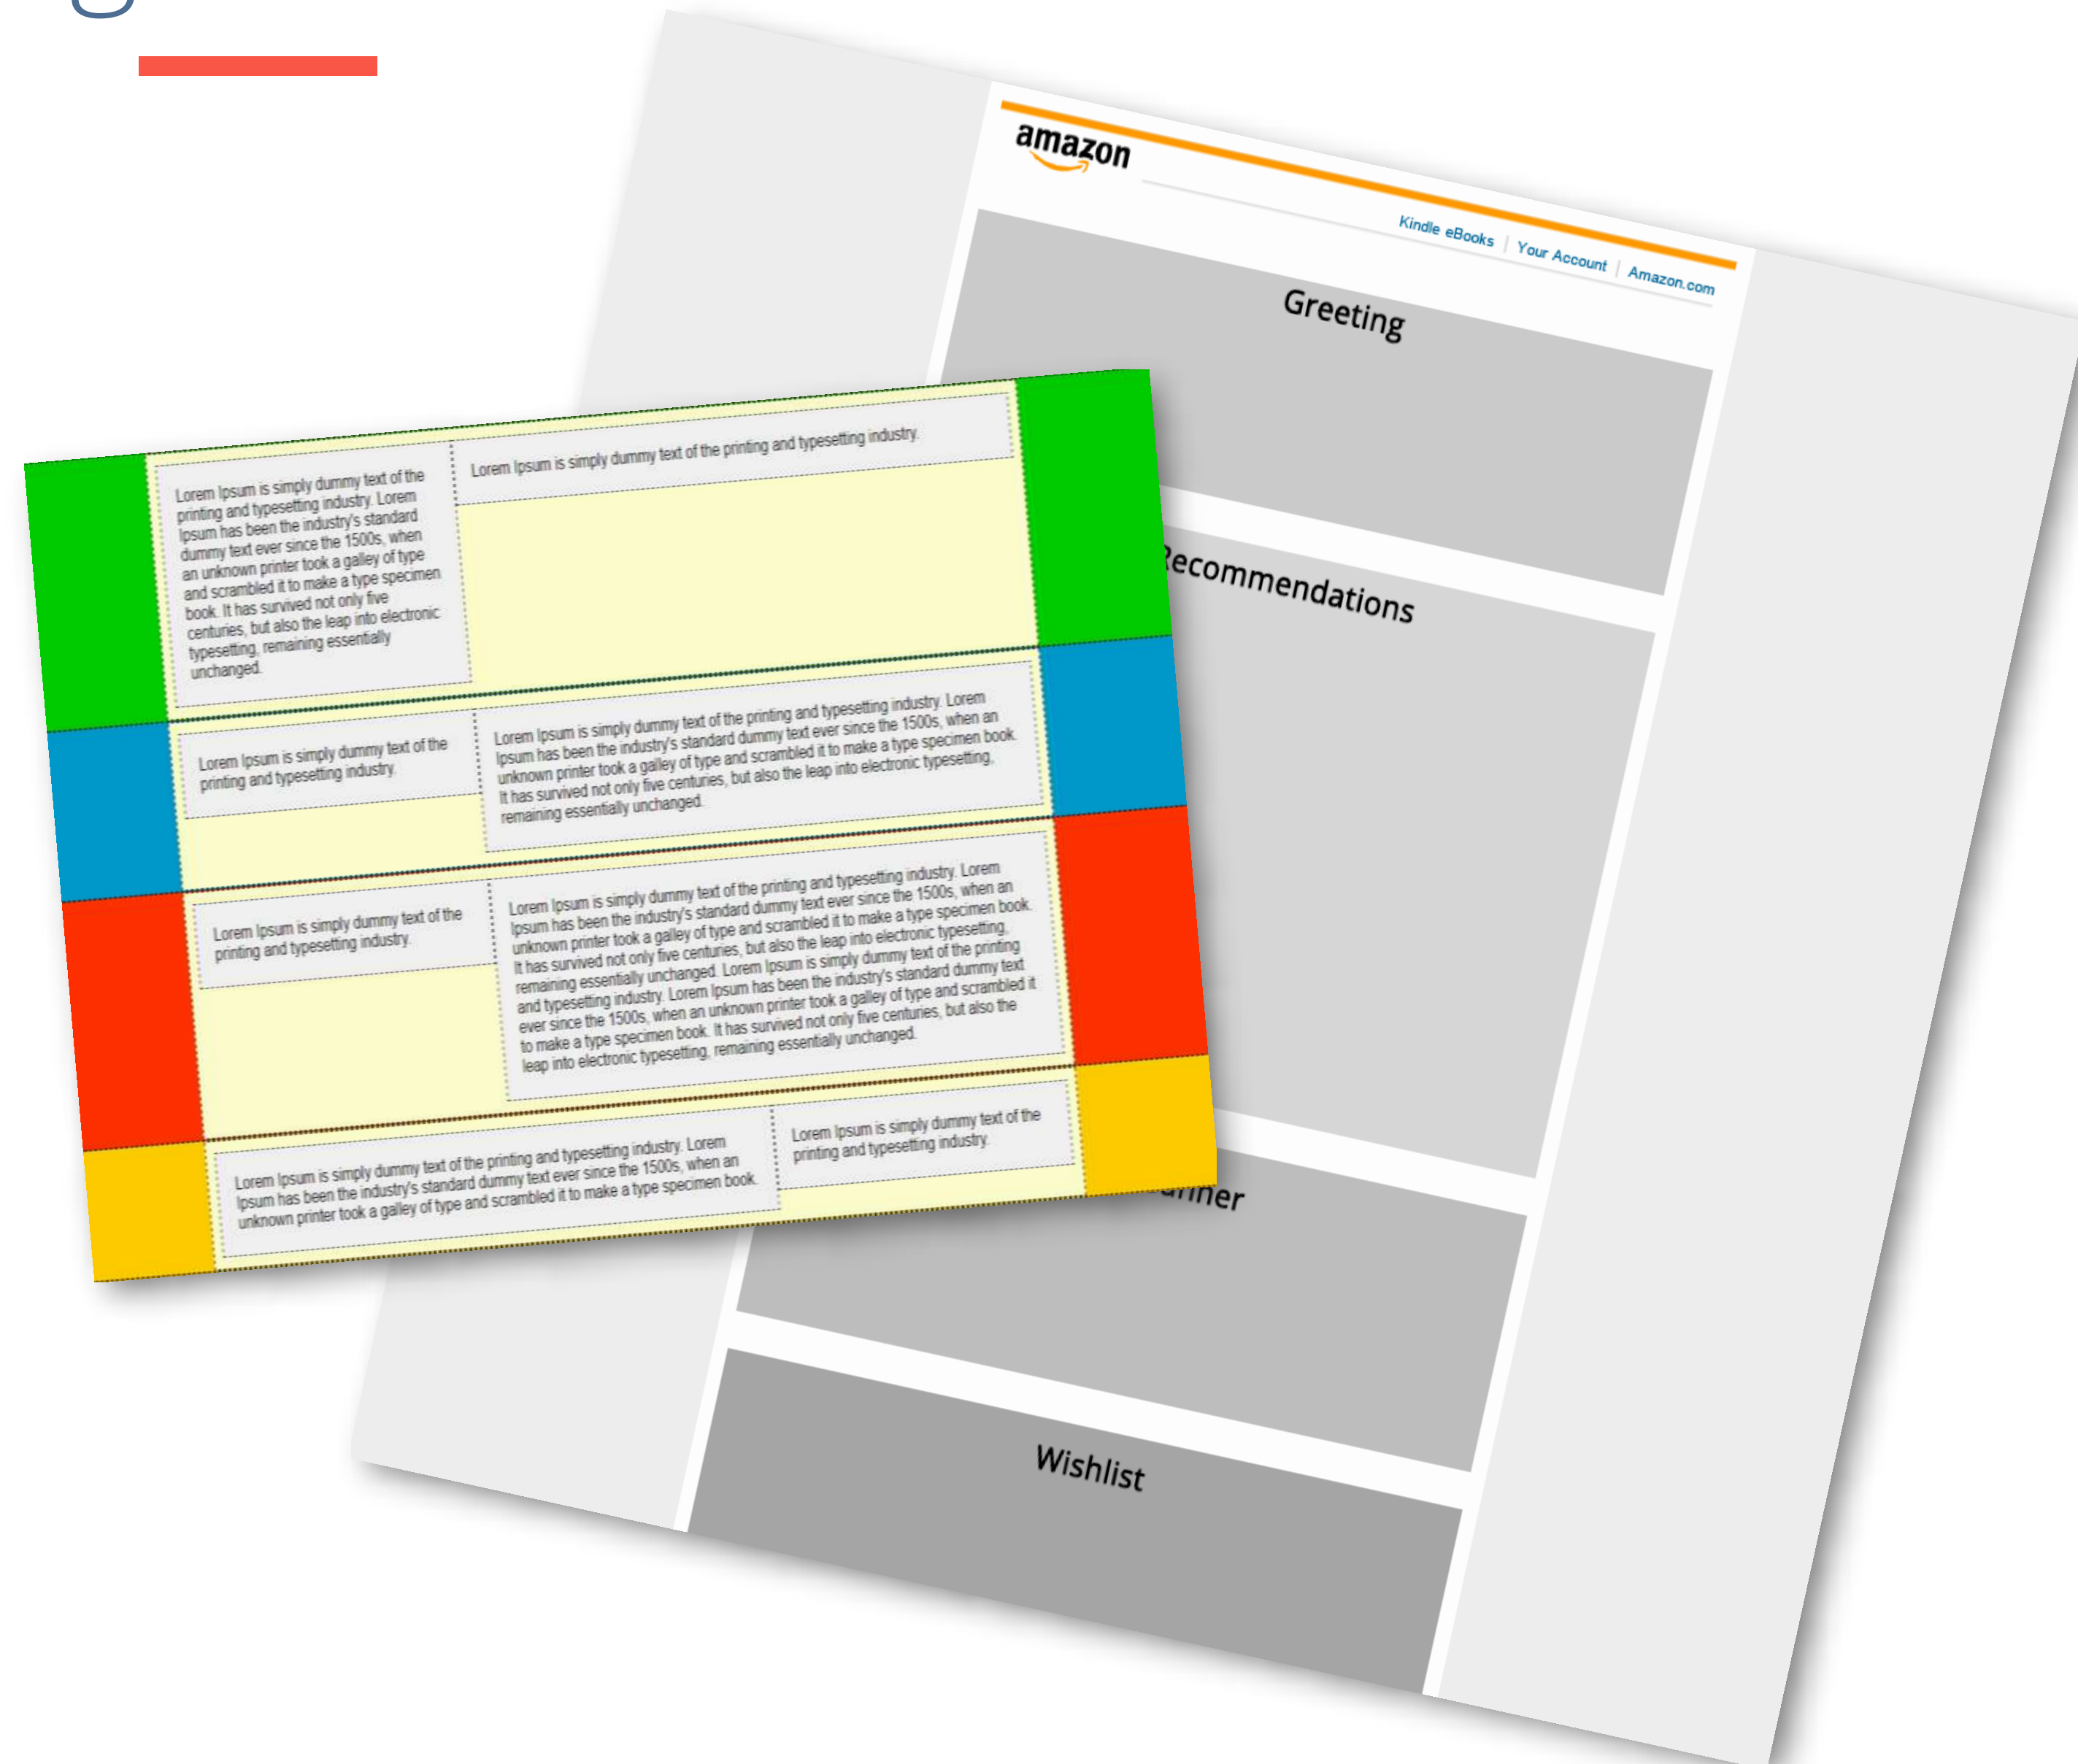 g
amazon
Kindle eBooks | Your Account | Amazon.com
Greeting
Recommendations
Wishlist
Lorem Ipsum is simply dummy text of the
printing and typesetting industry. Lorem
Ipsum has been the industry's standard
dummy text ever since the 1500s, when
an unknown printer took a galley of type
and scrambled it to make a type specimen
book. It has survived not only five
centuries, but also the leap into electronic
typesetting, remaining essentially
unchanged.
Lorem Ipsum is simply dummy text of the printing and typesetting industry.
Lorem Ipsum is simply dummy text of the
printing and typesetting industry.
Lorem Ipsum is simply dummy text of the printing and typesetting industry. Lorem
Ipsum has been the industry's standard dummy text ever since the 1500s, when an
unknown printer took a galley of type and scrambled it to make a type specimen book.
It has survived not only five centuries, but also the leap into electronic typesetting,
remaining essentially unchanged.
Lorem Ipsum is simply dummy text of the
printing and typesetting industry.
Lorem Ipsum is simply dummy text of the printing and typesetting industry. Lorem
Ipsum has been the industry's standard dummy text ever since the 1500s, when an
unknown printer took a galley of type and scrambled it to make a type specimen book.
It has survived not only five centuries, but also the leap into electronic typesetting,
remaining essentially unchanged. Lorem Ipsum is simply dummy text of the printing
and typesetting industry. Lorem Ipsum has been the industry's standard dummy text
ever since the 1500s, when an unknown printer took a galley of type and scrambled it
to make a type specimen book. It has survived not only five centuries, but also the
leap into electronic typesetting, remaining essentially unchanged.
Lorem Ipsum is simply dummy text of the printing and typesetting industry. Lorem
Ipsum has been the industry's standard dummy text ever since the 1500s, when an
unknown printer took a galley of type and scrambled it to make a type specimen book.
Lorem Ipsum is simply dummy text of the
printing and typesetting industry.